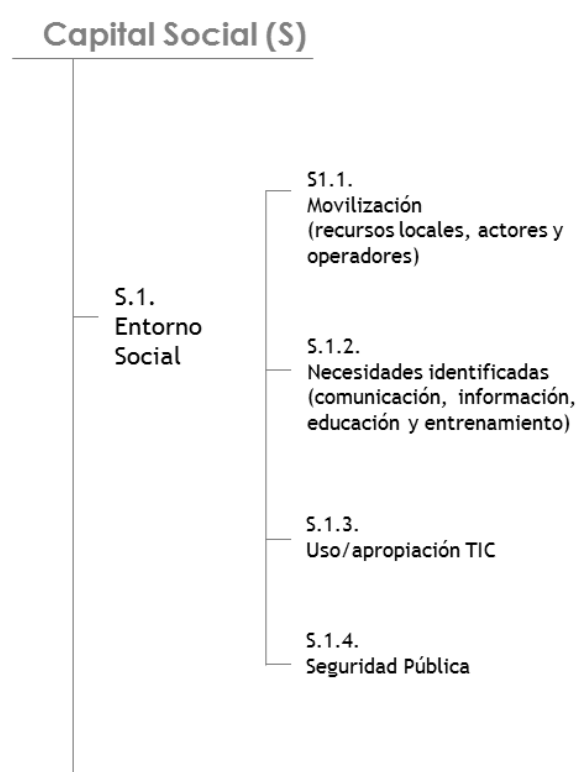 Capital Social (S)
S1.1.
Movilización
(recursos locales, actores y
operadores)
S.1.
Entorno
Social
S.1.2.
Necesidades identificadas
(comunicación, información,
educación y entrenamiento)
S.1.3.
Uso/apropiación TIC
S.1.4.
Seguridad Pública